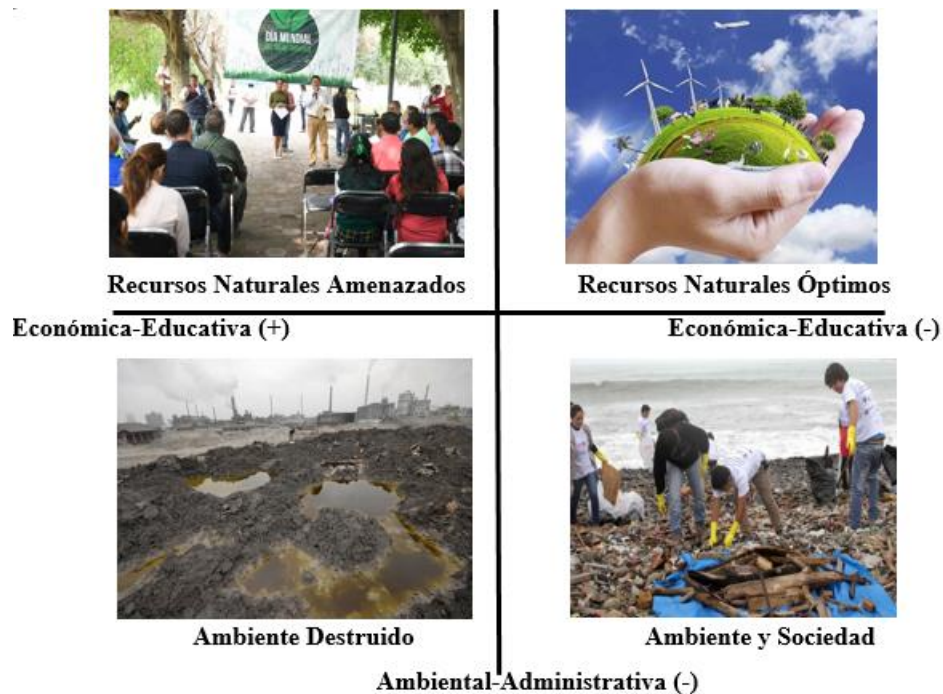 DÍA MUNDIAL
Recursos Naturales Amenazados
Recursos Naturales Óptimos
Económica-Educativa (+)
Económica-Educativa (-)
Ambiente Destruido
Ambiente y Sociedad
Ambiental-Administrativa (-)